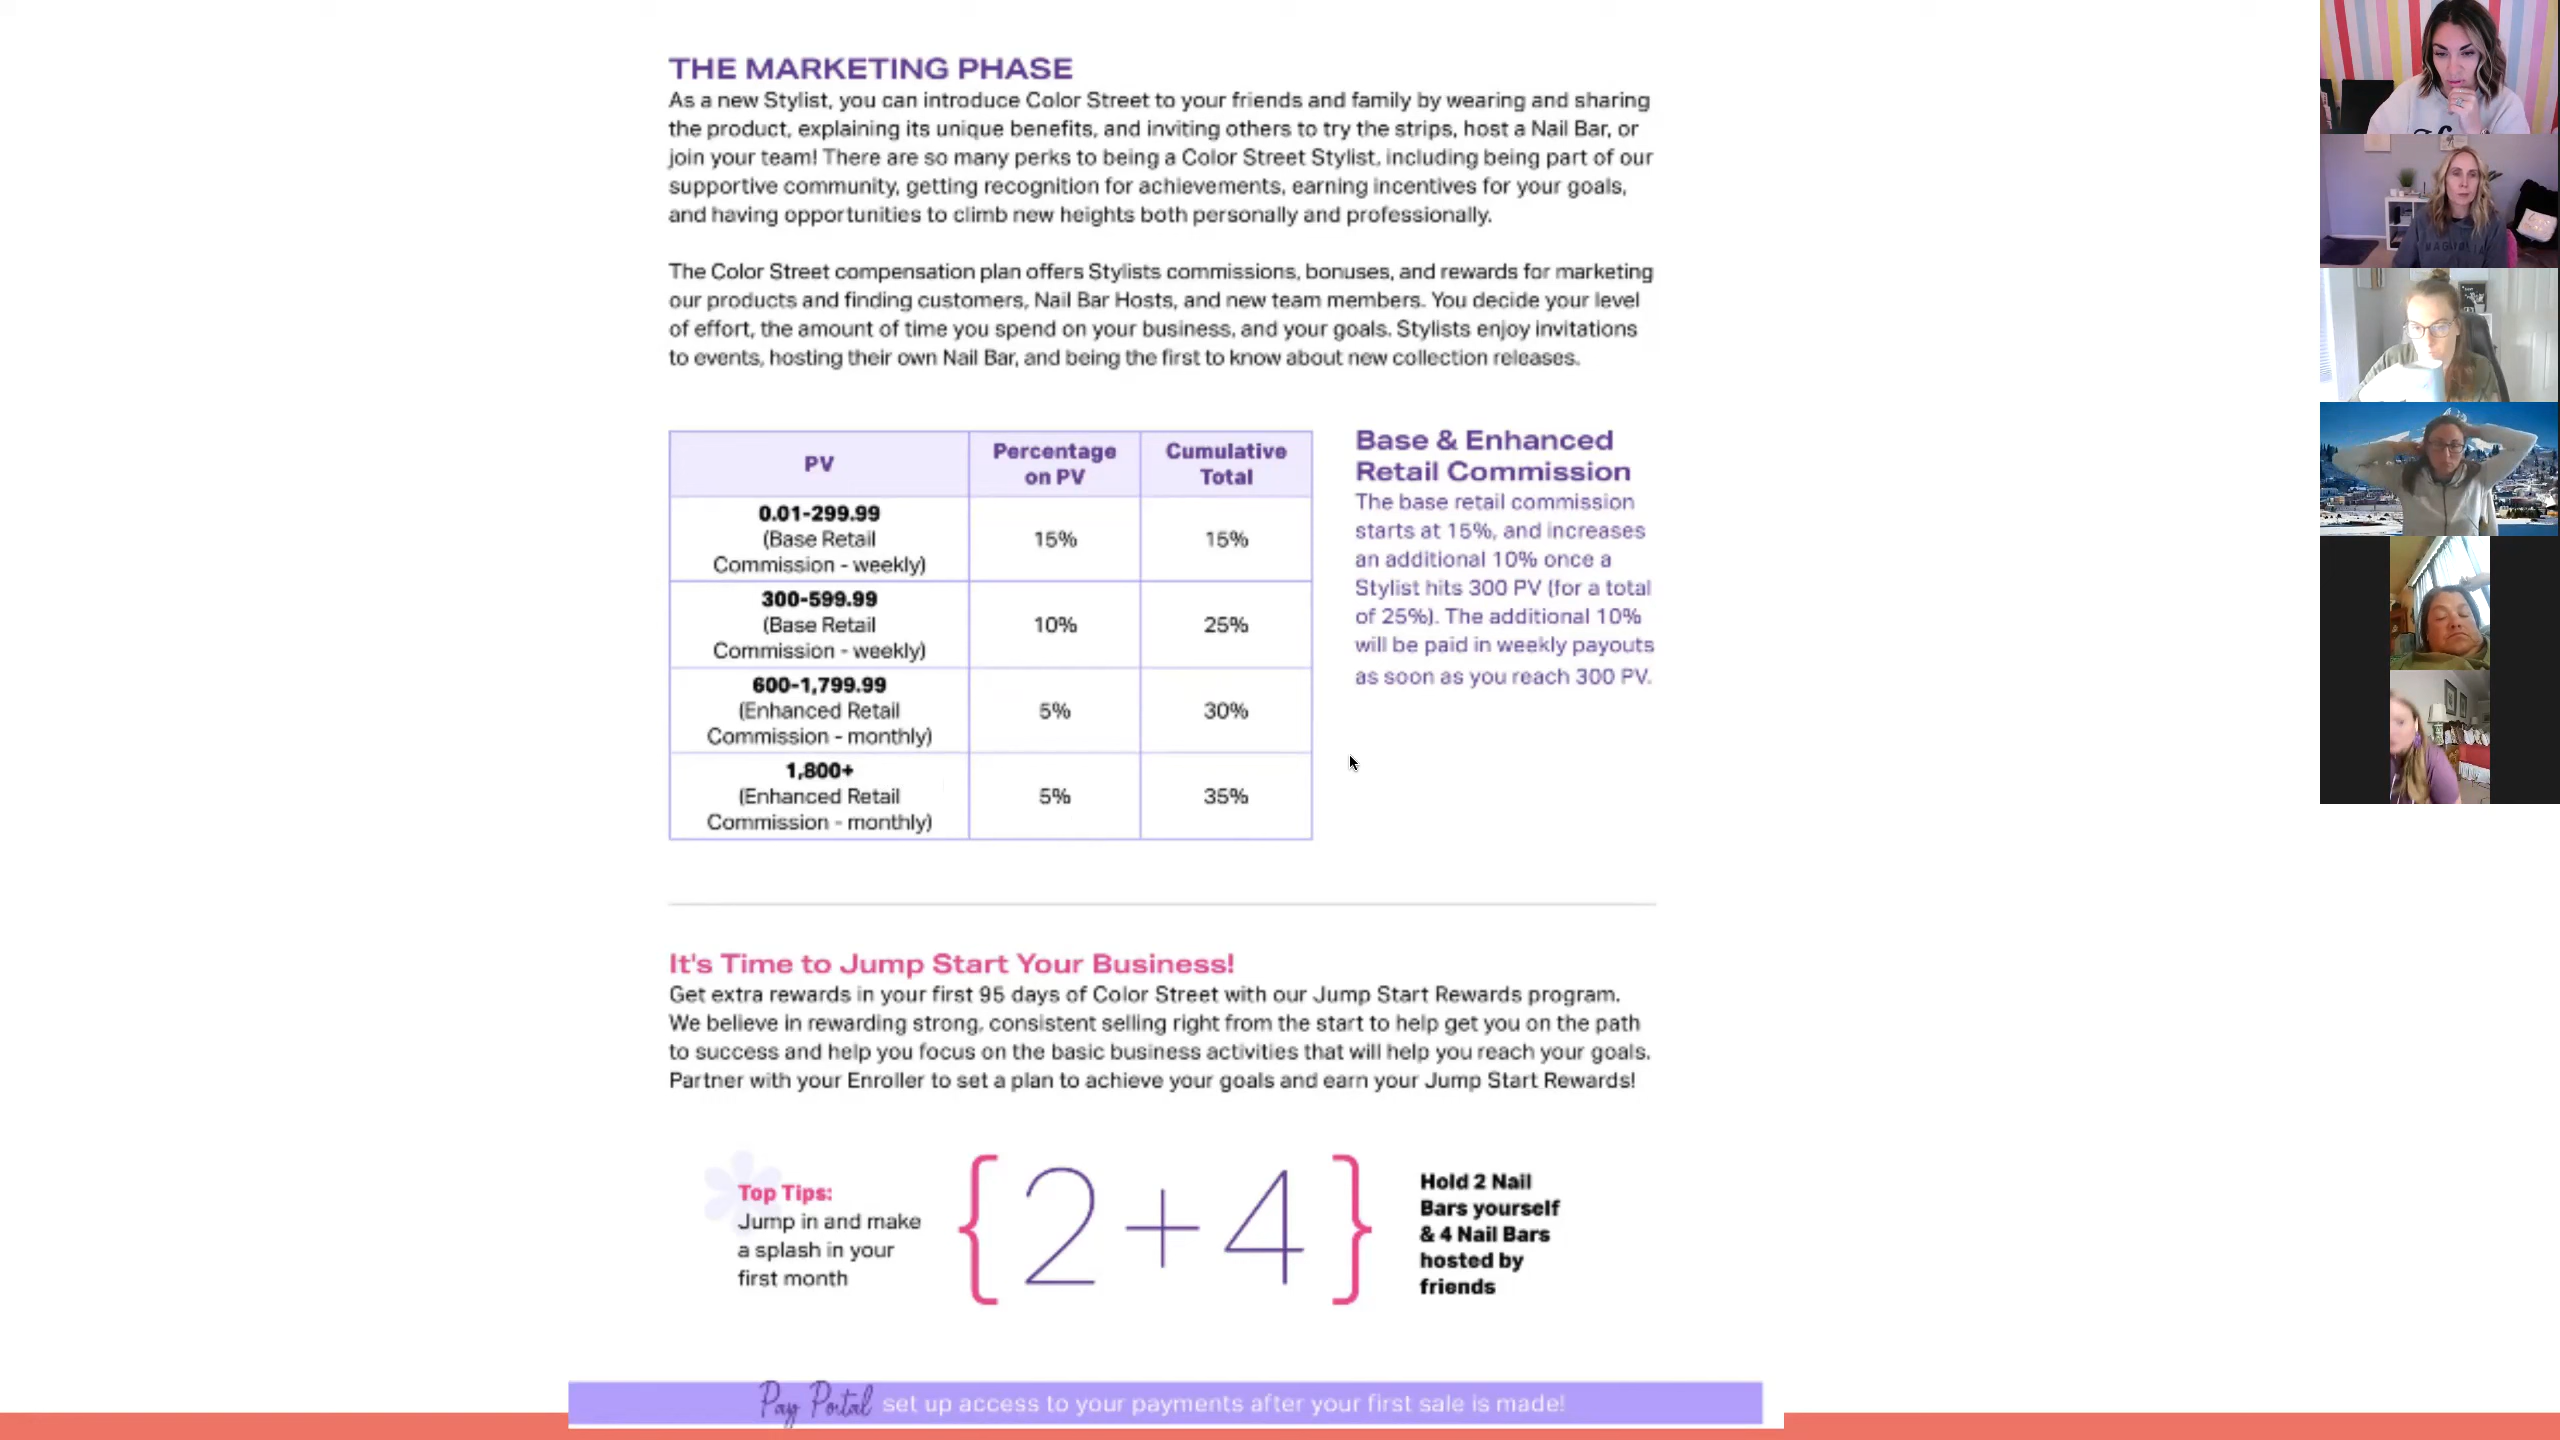 THE MARKETING PHASE
As a new Stylist, you can introduce Color Street to your friends and family by wearing and sharing
the product, explaining its unique benefits, and inviting others to try the strips, host a Nail Bar, or
join your team! There are so many perks to being a Color Street Stylist, including being part of our
supportive community, getting recognition for achievements, earning incentives for your goals,
and having opportunities to climb new heights both personally and professionally.
The Color Street compensation plan offers Stylists commissions, bonuses, and rewards for marketing
our products and finding customers, Nail Bar Hosts, and new team members. You decide your level
of effort, the amount of time you spend on your business, and your goals. Stylists enjoy invitations
to events, hosting their own Nail Bar, and being the first to know about new collection releases.
PV
Percentage
on PV
Cumulative
Total
0.01-299.99
(Base Retail
Commission - weekly)
15%
15%
300-599.99
(Base Retail
Commission - weekly)
10%
25%
600-1,799.99
(Enhanced Retail
Commission - monthly)
5%
30%
1,800+
(Enhanced Retail
Commission - monthly)
5%
35%
Base & Enhanced
Retail Commission
The base retail commission
starts at 15%, and increases
an additional 10% once a
Stylist hits 300 PV (for a total
of 25%). The additional 10%
will be paid in weekly payouts
as soon as you reach 300 PV.
It's Time to Jump Start Your Business!
Get extra rewards in your first 95 days of Color Street with our Jump Start Rewards program.
We believe in rewarding strong, consistent selling right from the start to help get you on the path
to success and help you focus on the basic business activities that will help you reach your goals.
Partner with your Enroller to set a plan to achieve your goals and earn your Jump Start Rewards!
Top Tips:
Jump in and make
a splash in your
first month
{2+4}
Hold 2 Nail
Bars yourself
& 4 Nail Bars
hosted by
friends
Pay Portal set up access to your payments after your first sale is made!